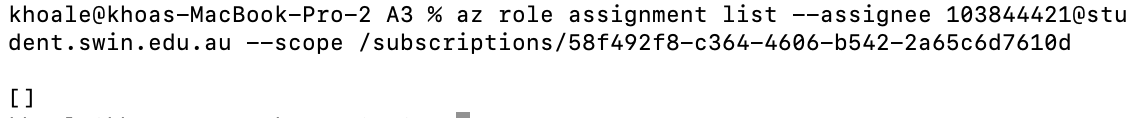 khoale@khoas-MacBook-Pro-2 A3 % az role assignment list --assignee 103844421@stu
dent.swin.edu.au --scope /subscriptions/58f492f8-c364-4606-b542-2a65c6d7610d
[]